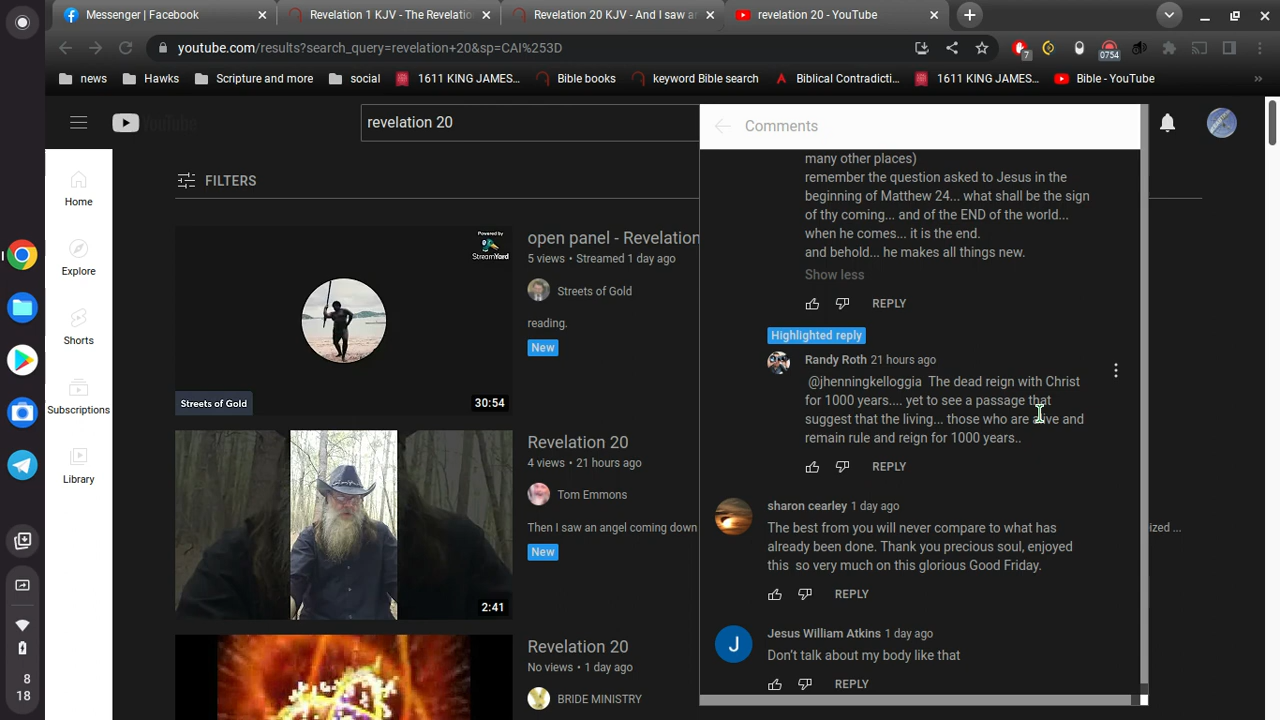 Messenger | Facebook
Revelation 1 KJV - The Revelatio
Revelation 20 KJV - And I saw an
revelation 20 - YouTube
youtube.com/results?search_query=revelation+20&sp=CAI%253D
7
0754
news
Hawks
Scripture and more
social
1611 KING JAMES...
Bible books
keyword Bible search
Biblical Contradicti...
1611 KING JAMES...
Bible - YouTube
»
YouTube
revelation 20
Home
Explore
Shorts
Subscriptions
Library
8
18
FILTERS
Powered by
StreamYard
Streets of Gold
30:54
open panel - Revelation
5 views • Streamed 1 day ago
Streets of Gold
reading.
New
2:41
Revelation 20
4 views • 21 hours ago
Tom Emmons
Then I saw an angel coming down
ized ...
New
Revelation 20
No views • 1 day ago
BRIDE MINISTRY
Comments
many other places)
remember the question asked to Jesus in the
beginning of Matthew 24... what shall be the sign
of thy coming... and of the END of the world...
when he comes... it is the end.
and behold... he makes all things new.
Show less
REPLY
Highlighted reply
Randy Roth 21 hours ago
@jhenningkelloggia The dead reign with Christ
for 1000 years.... yet to see a passage that
suggest that the living... those who are alive and
remain rule and reign for 1000 years..
REPLY
sharon cearley 1 day ago
The best from you will never compare to what has
already been done. Thank you precious soul, enjoyed
this so very much on this glorious Good Friday.
REPLY
J
Jesus William Atkins 1 day ago
Don't talk about my body like that
REPLY